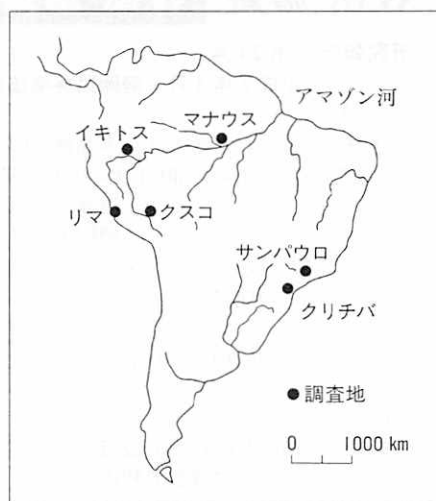 アマゾン河
マナウス
イキトス
リマ
クスコ
サンパウロ
クリチバ
●調査地
0 1000 km